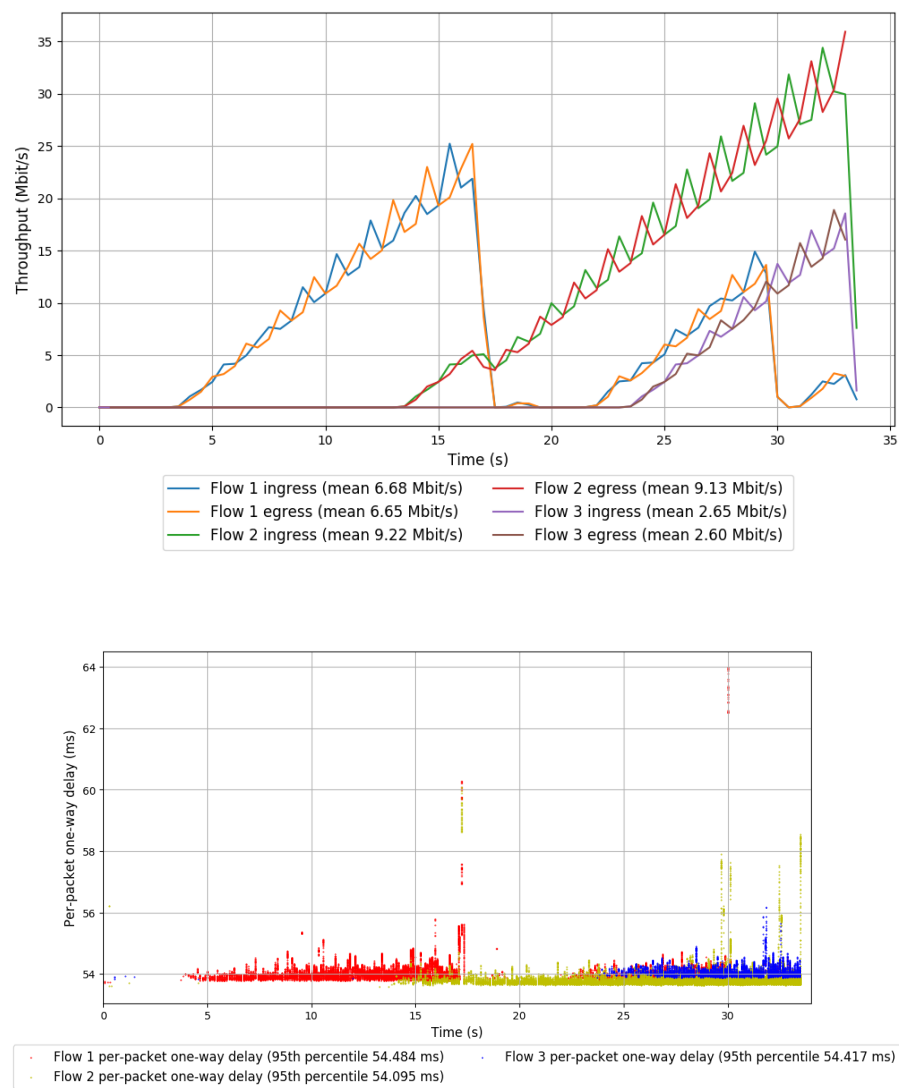 35
30
25
20
15
10
5
0
Throughput (Mbit/s)
0 5 10 15 20 25 30 35
Time (s)
Flow 1 ingress (mean 6.68 Mbit/s) Flow 2 egress (mean 9.13 Mbit/s)
Flow 1 egress (mean 6.65 Mbit/s) Flow 3 ingress (mean 2.65 Mbit/s)
Flow 2 ingress (mean 9.22 Mbit/s) Flow 3 egress (mean 2.60 Mbit/s)
64
62
60
58
56
54
Per-packet one-way delay (ms)
0 5 10 15 20 25 30
Time (s)
Flow 1 per-packet one-way delay (95th percentile 54.484 ms) Flow 3 per-packet one-way delay (95th percentile 54.417 ms)
Flow 2 per-packet one-way delay (95th percentile 54.095 ms)